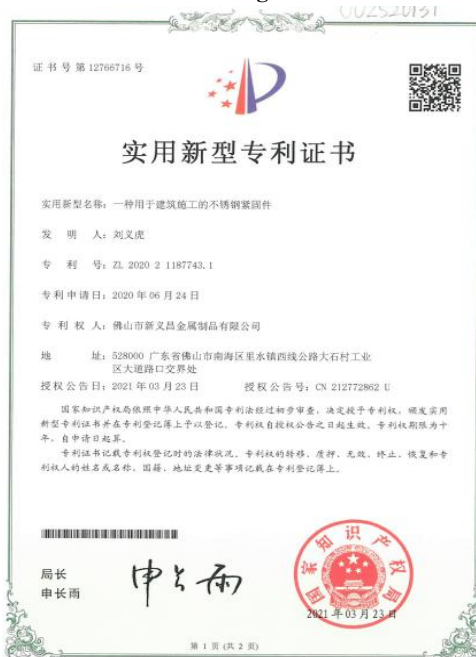 002520131
证书号第12766716号
实用新型专利证书
实用新型名称：一种用于建筑施工的不锈钢紧固件
发 明 人：刘义虎
专 利 号：ZL 2020 2 1187743.1
专利申请日：2020年06月24日
专 利 权 人：佛山市新义昌金属制品有限公司
地 址：528000 广东省佛山市南海区里水镇西线公路大石村工业
区大道路口交界处
授权公告日：2021年03月23日 授权公告号：CN 212772862 U
国家知识产权局依照中华人民共和国专利法经过初步审查，决定授予专利权，颁发实用
新型专利证书并在专利登记簿上予以登记。专利权自授权公告之日起生效。专利权期限为十
年，自申请日起算。
专利证书记载专利权登记时的法律状况。专利权的转移、质押、无效、终止、恢复和专
利权人的姓名或名称、国籍、地址变更等事项记载在专利登记簿上。
局长
申长雨
申长雨
国家知识产权局
2021年03月23日
第 1 页 (共 2 页)